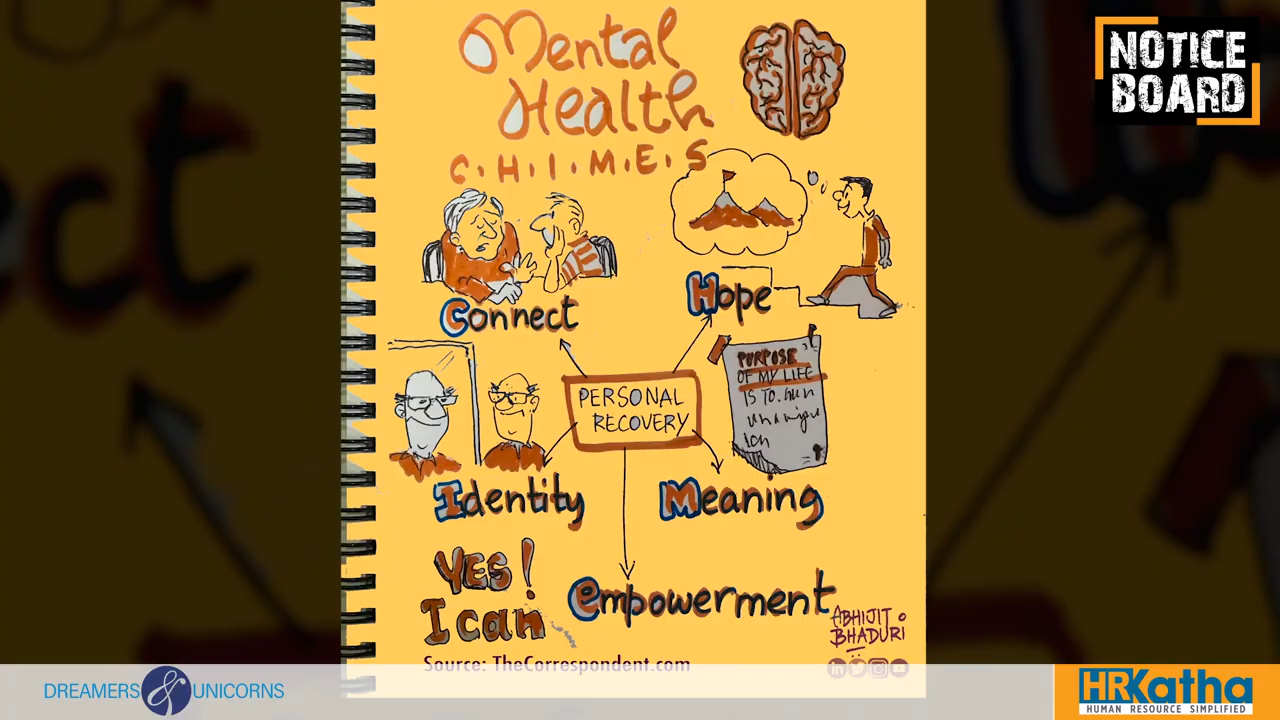 Mental
Health
C.H.I.M.E.S
NOTICE
BOARD
Connect
Hope
PERSONAL
RECOVERY
PURPOSE
OF MY LIFE
IS TO
Identity
Meaning
YES!
I can
empowerment
ABHIJIT
BHADURI
Source: TheCorrespondent.com
DREAMERS & UNICORNS
HRKatha
HUMAN RESOURCE SIMPLIFIED